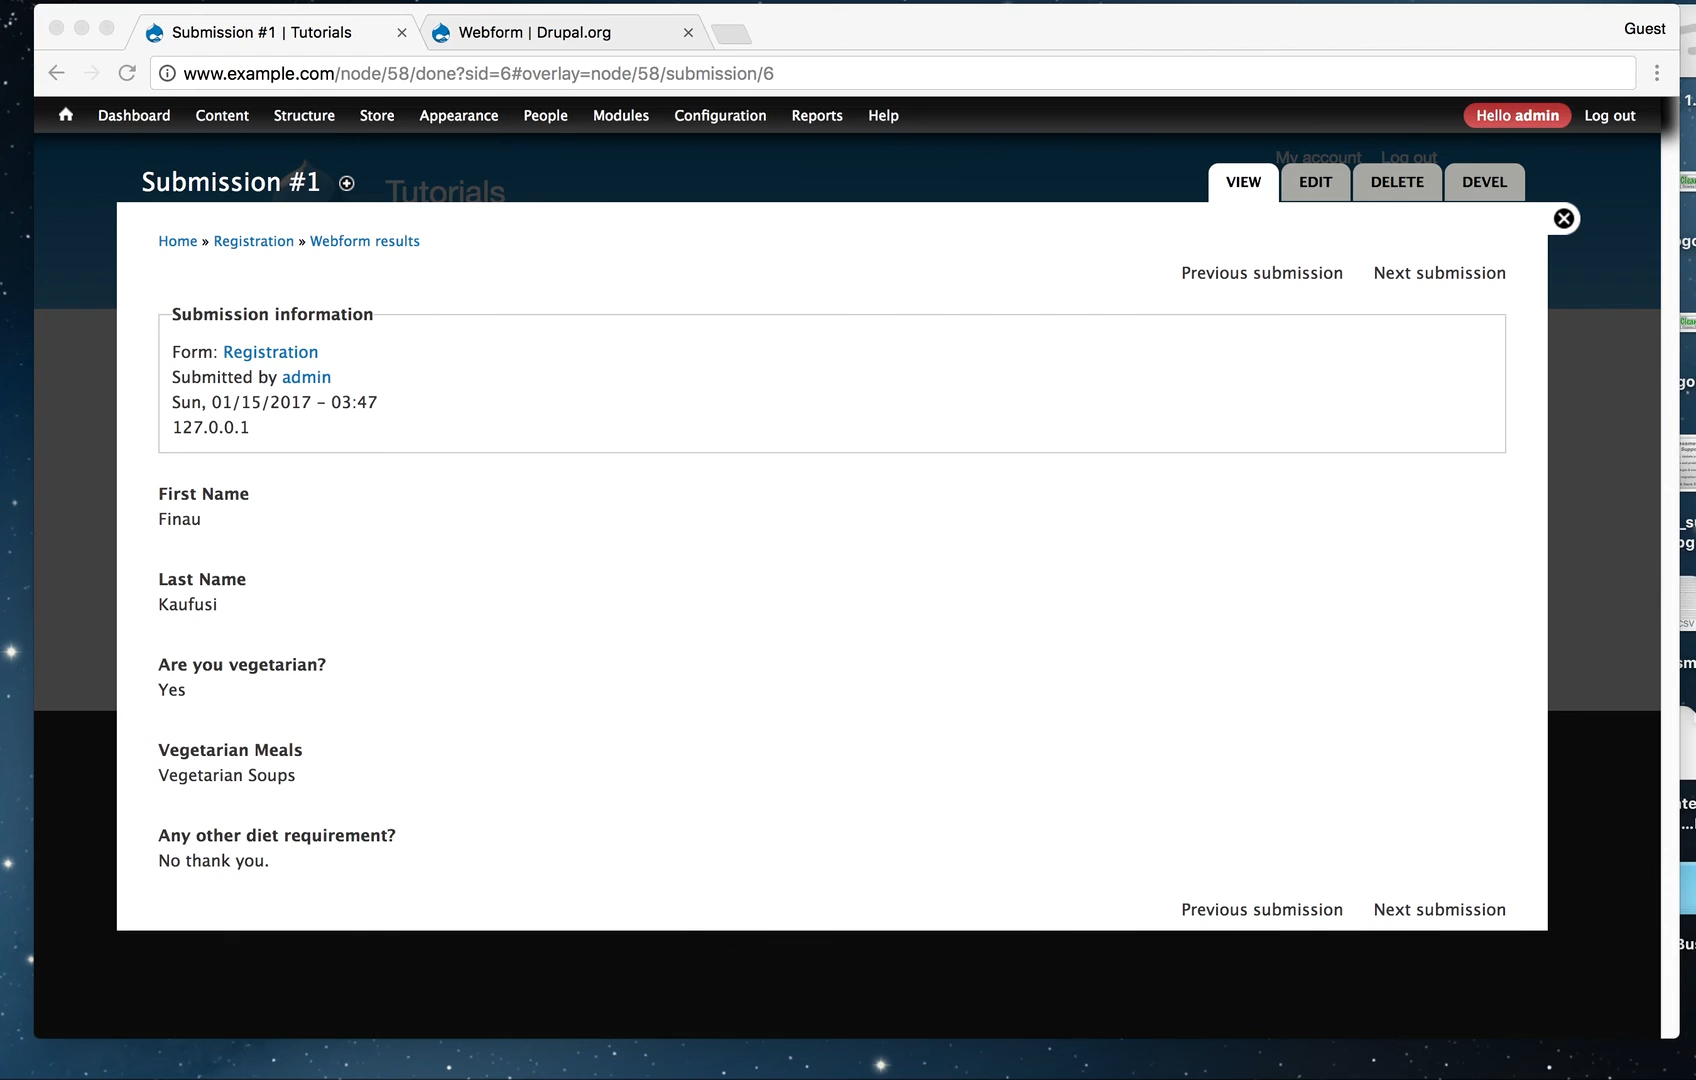 Submission #1 | Tutorials
Webform | Drupal.org
Guest
www.example.com/node/58/done?sid=6#overlay=node/58/submission/6
Dashboard Content Structure Store Appearance People Modules Configuration Reports Help Hello admin Log out
My account Log out
Submission #1
Tutorials
VIEW EDIT DELETE DEVEL
Home » Registration » Webform results
Previous submission Next submission
Submission information
Form: Registration
Submitted by admin
Sun, 01/15/2017 - 03:47
127.0.0.1
First Name
Finau
Last Name
Kaufusi
Are you vegetarian?
Yes
Vegetarian Meals
Vegetarian Soups
Any other diet requirement?
No thank you.
Previous submission Next submission